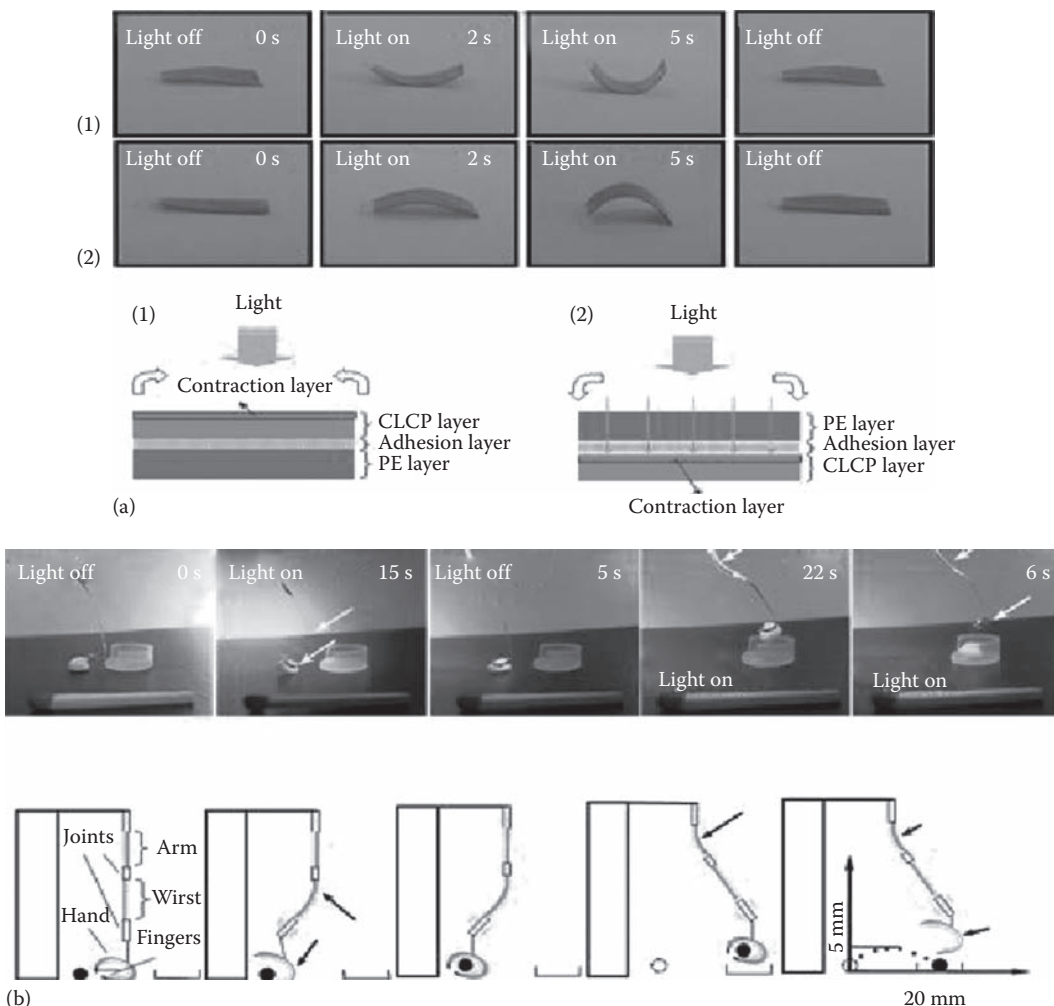 Light off 0 s
Light on 2 s
Light on 5 s
Light off
(1)
Light off 0 s
Light on 2 s
Light on 5 s
Light off
(2)
(1)
Light
Contraction layer
CLCP layer
Adhesion layer
PE layer
(2)
Light
PE layer
Adhesion layer
CLCP layer
Contraction layer
(a)
Light off 0 s
Light on 15 s
Light off 5 s
22 s
Light on
6 s
Light on
Joints
Arm
Wirst
Hand
Fingers
5 mm
20 mm
(b)